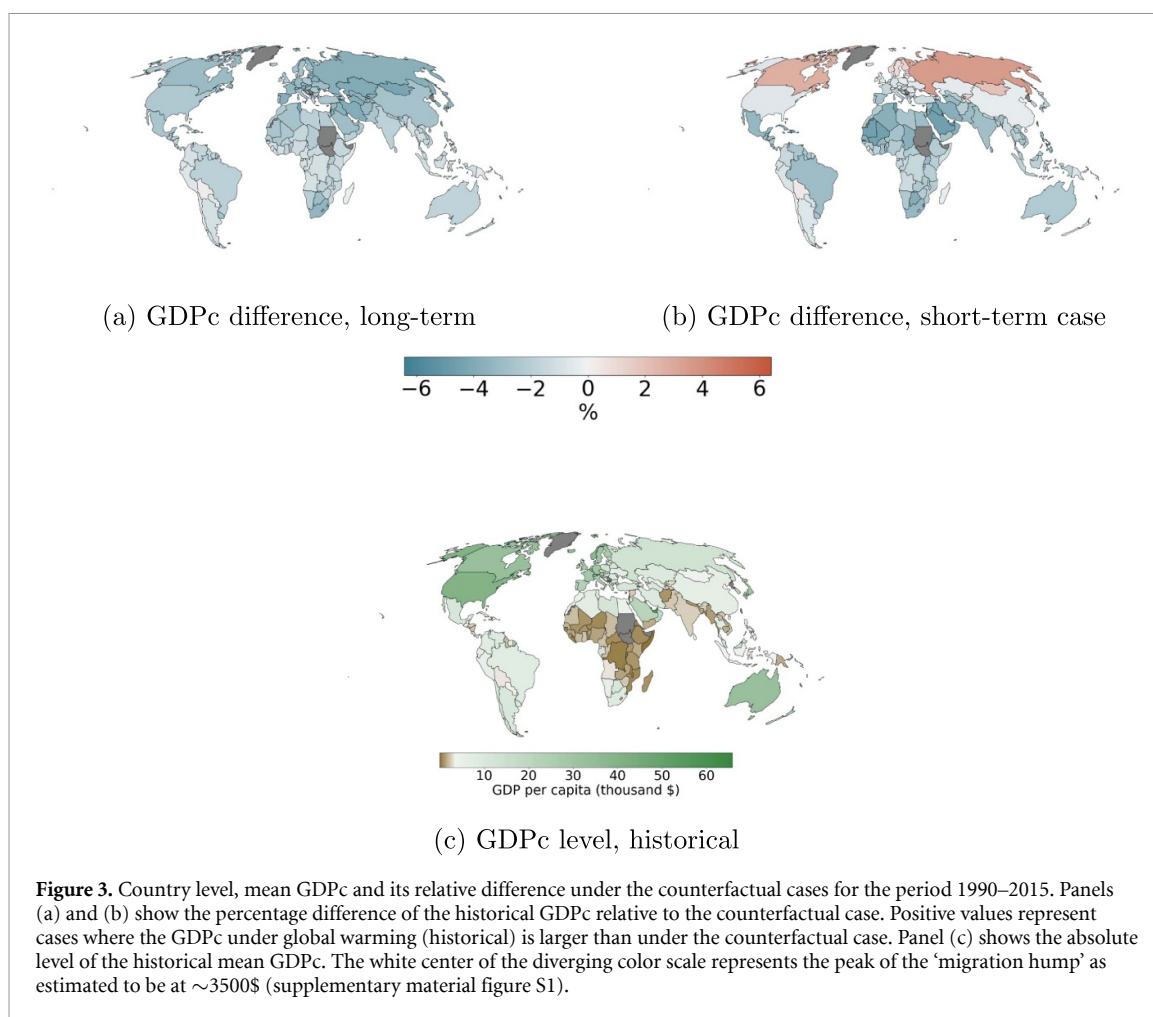 (a) GDPc difference, long-term
(b) GDPc difference, short-term case
−6 −4 −2 0 2 4 6
%
10 20 30 40 50 60
GDP per capita (thousand $)
(c) GDPc level, historical
Figure 3. Country level, mean GDPc and its relative difference under the counterfactual cases for the period 1990–2015. Panels
(a) and (b) show the percentage difference of the historical GDPc relative to the counterfactual case. Positive values represent
cases where the GDPc under global warming (historical) is larger than under the counterfactual case. Panel (c) shows the absolute
level of the historical mean GDPc. The white center of the diverging color scale represents the peak of the ‘migration hump’ as
estimated to be at ∼3500$ (supplementary material figure S1).